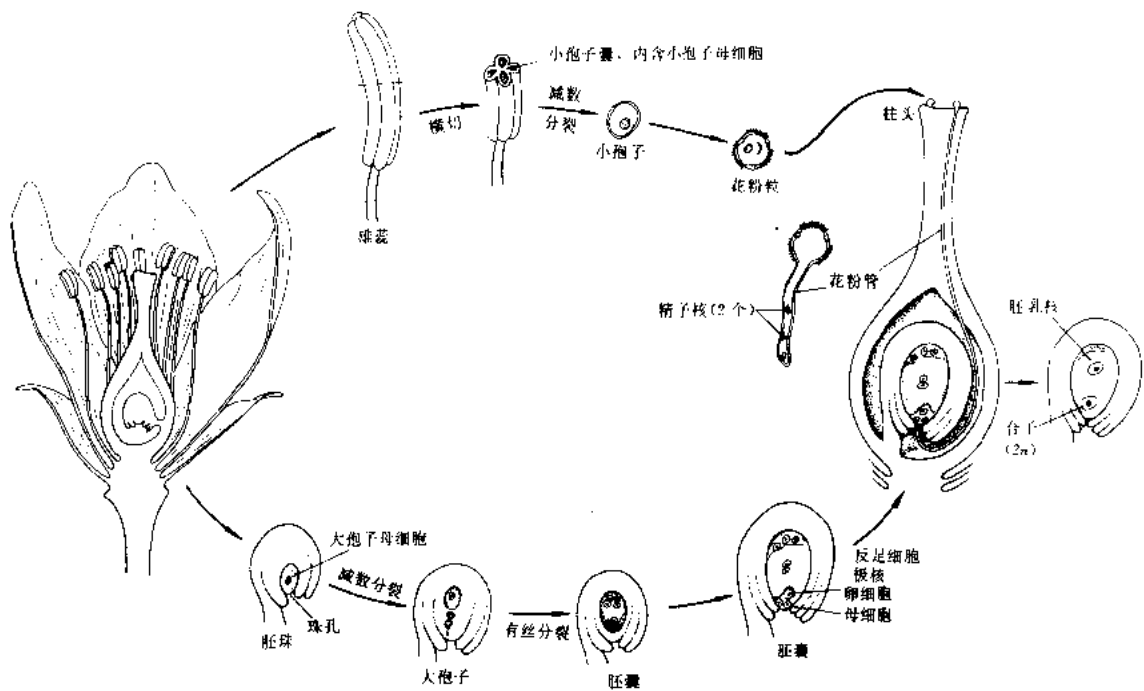 小孢子囊、内含小孢子母细胞
横切
减数
分裂
小孢子
花粉粒
柱头
雄蕊
花粉管
精子核(2个)
胚乳核
合子
(2n)
大孢子母细胞
珠孔
胚珠
减数分裂
大孢子
有丝分裂
胚囊
反足细胞
极核
卵细胞
母细胞
胚囊